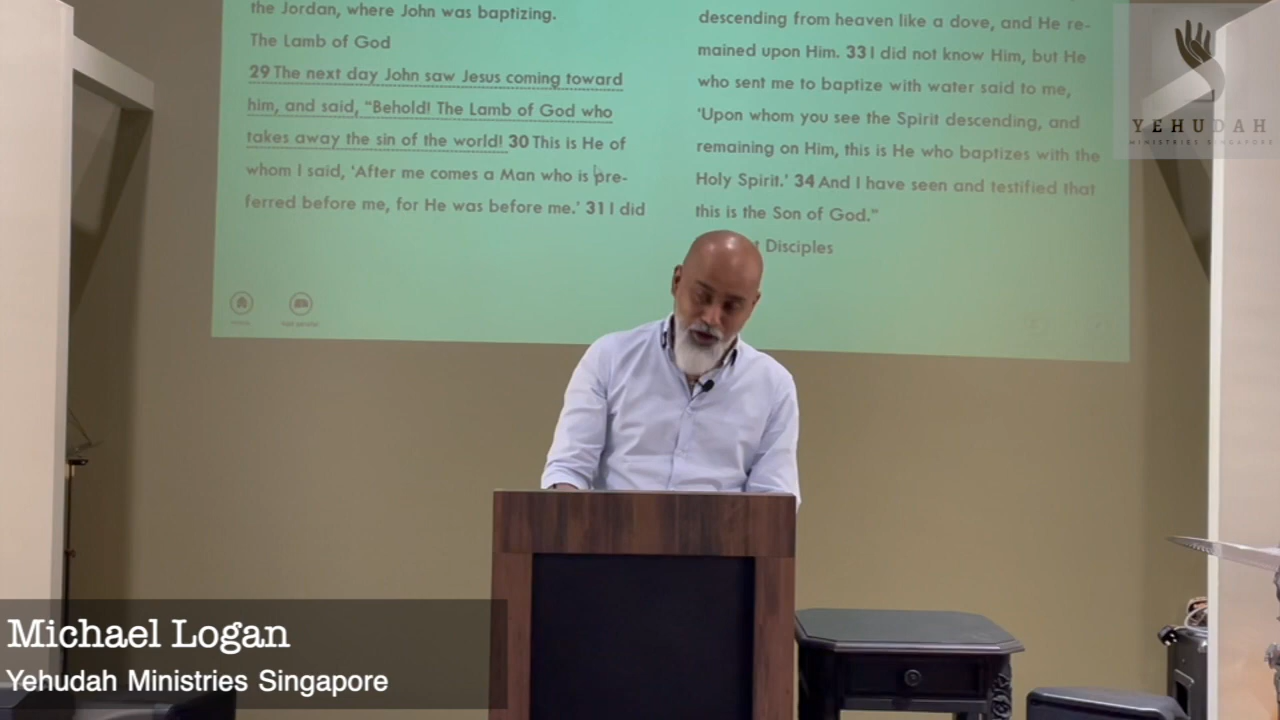 the Jordan, where John was baptizing.
The Lamb of God
29 The next day John saw Jesus coming toward
him, and said, “Behold! The Lamb of God who
takes away the sin of the world! 30 This is He of
whom I said, ‘After me comes a Man who is pre-
ferred before me, for He was before me.’ 31 I did
descending from heaven like a dove, and He re-
mained upon Him. 33 I did not know Him, but He
who sent me to baptize with water said to me,
‘Upon whom you see the Spirit descending, and
remaining on Him, this is He who baptizes with the
Holy Spirit.’ 34 And I have seen and testified that
this is the Son of God.”
Disciples
YEHUDAH
MINISTRIES SINGAPORE
Michael Logan
Yehudah Ministries Singapore